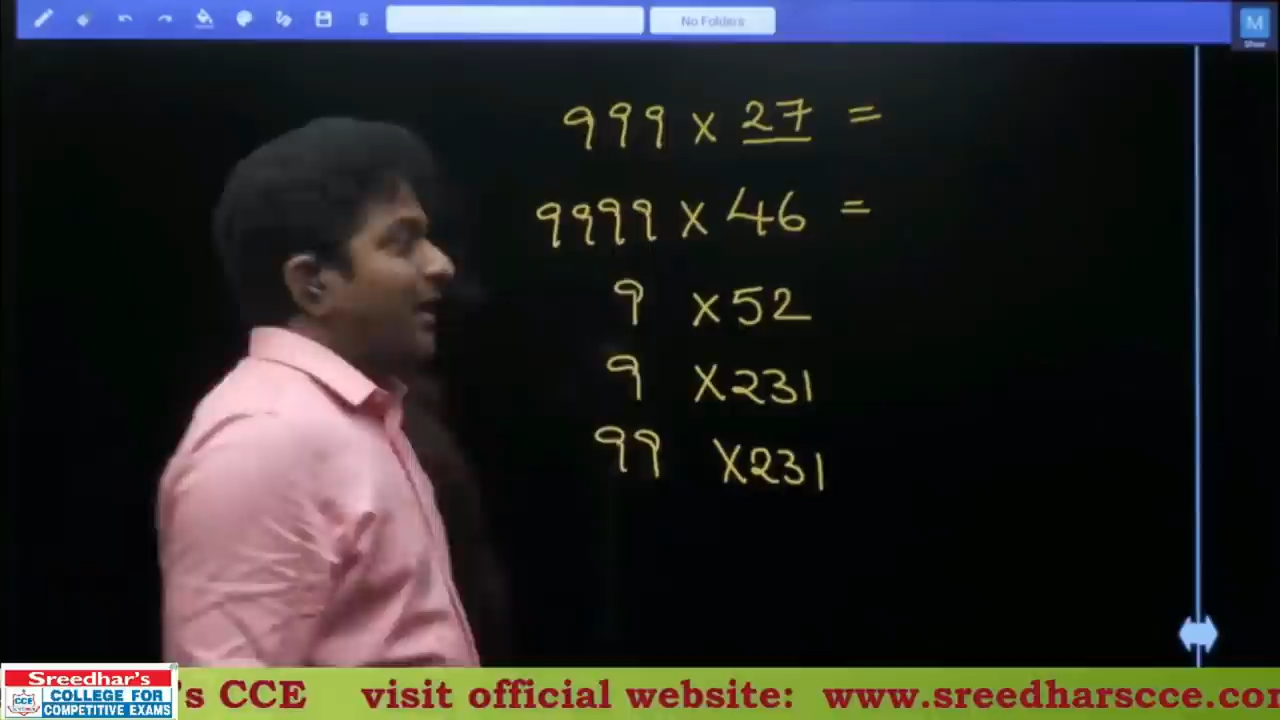 No Folders
M
999 × 27 =
9999 × 46 =
9 × 52
9 × 231
99 × 231
Sreedhar's
COLLEGE FOR
COMPETITIVE EXAMS
CCE
's CCE visit official website: www.sreedharscce.com